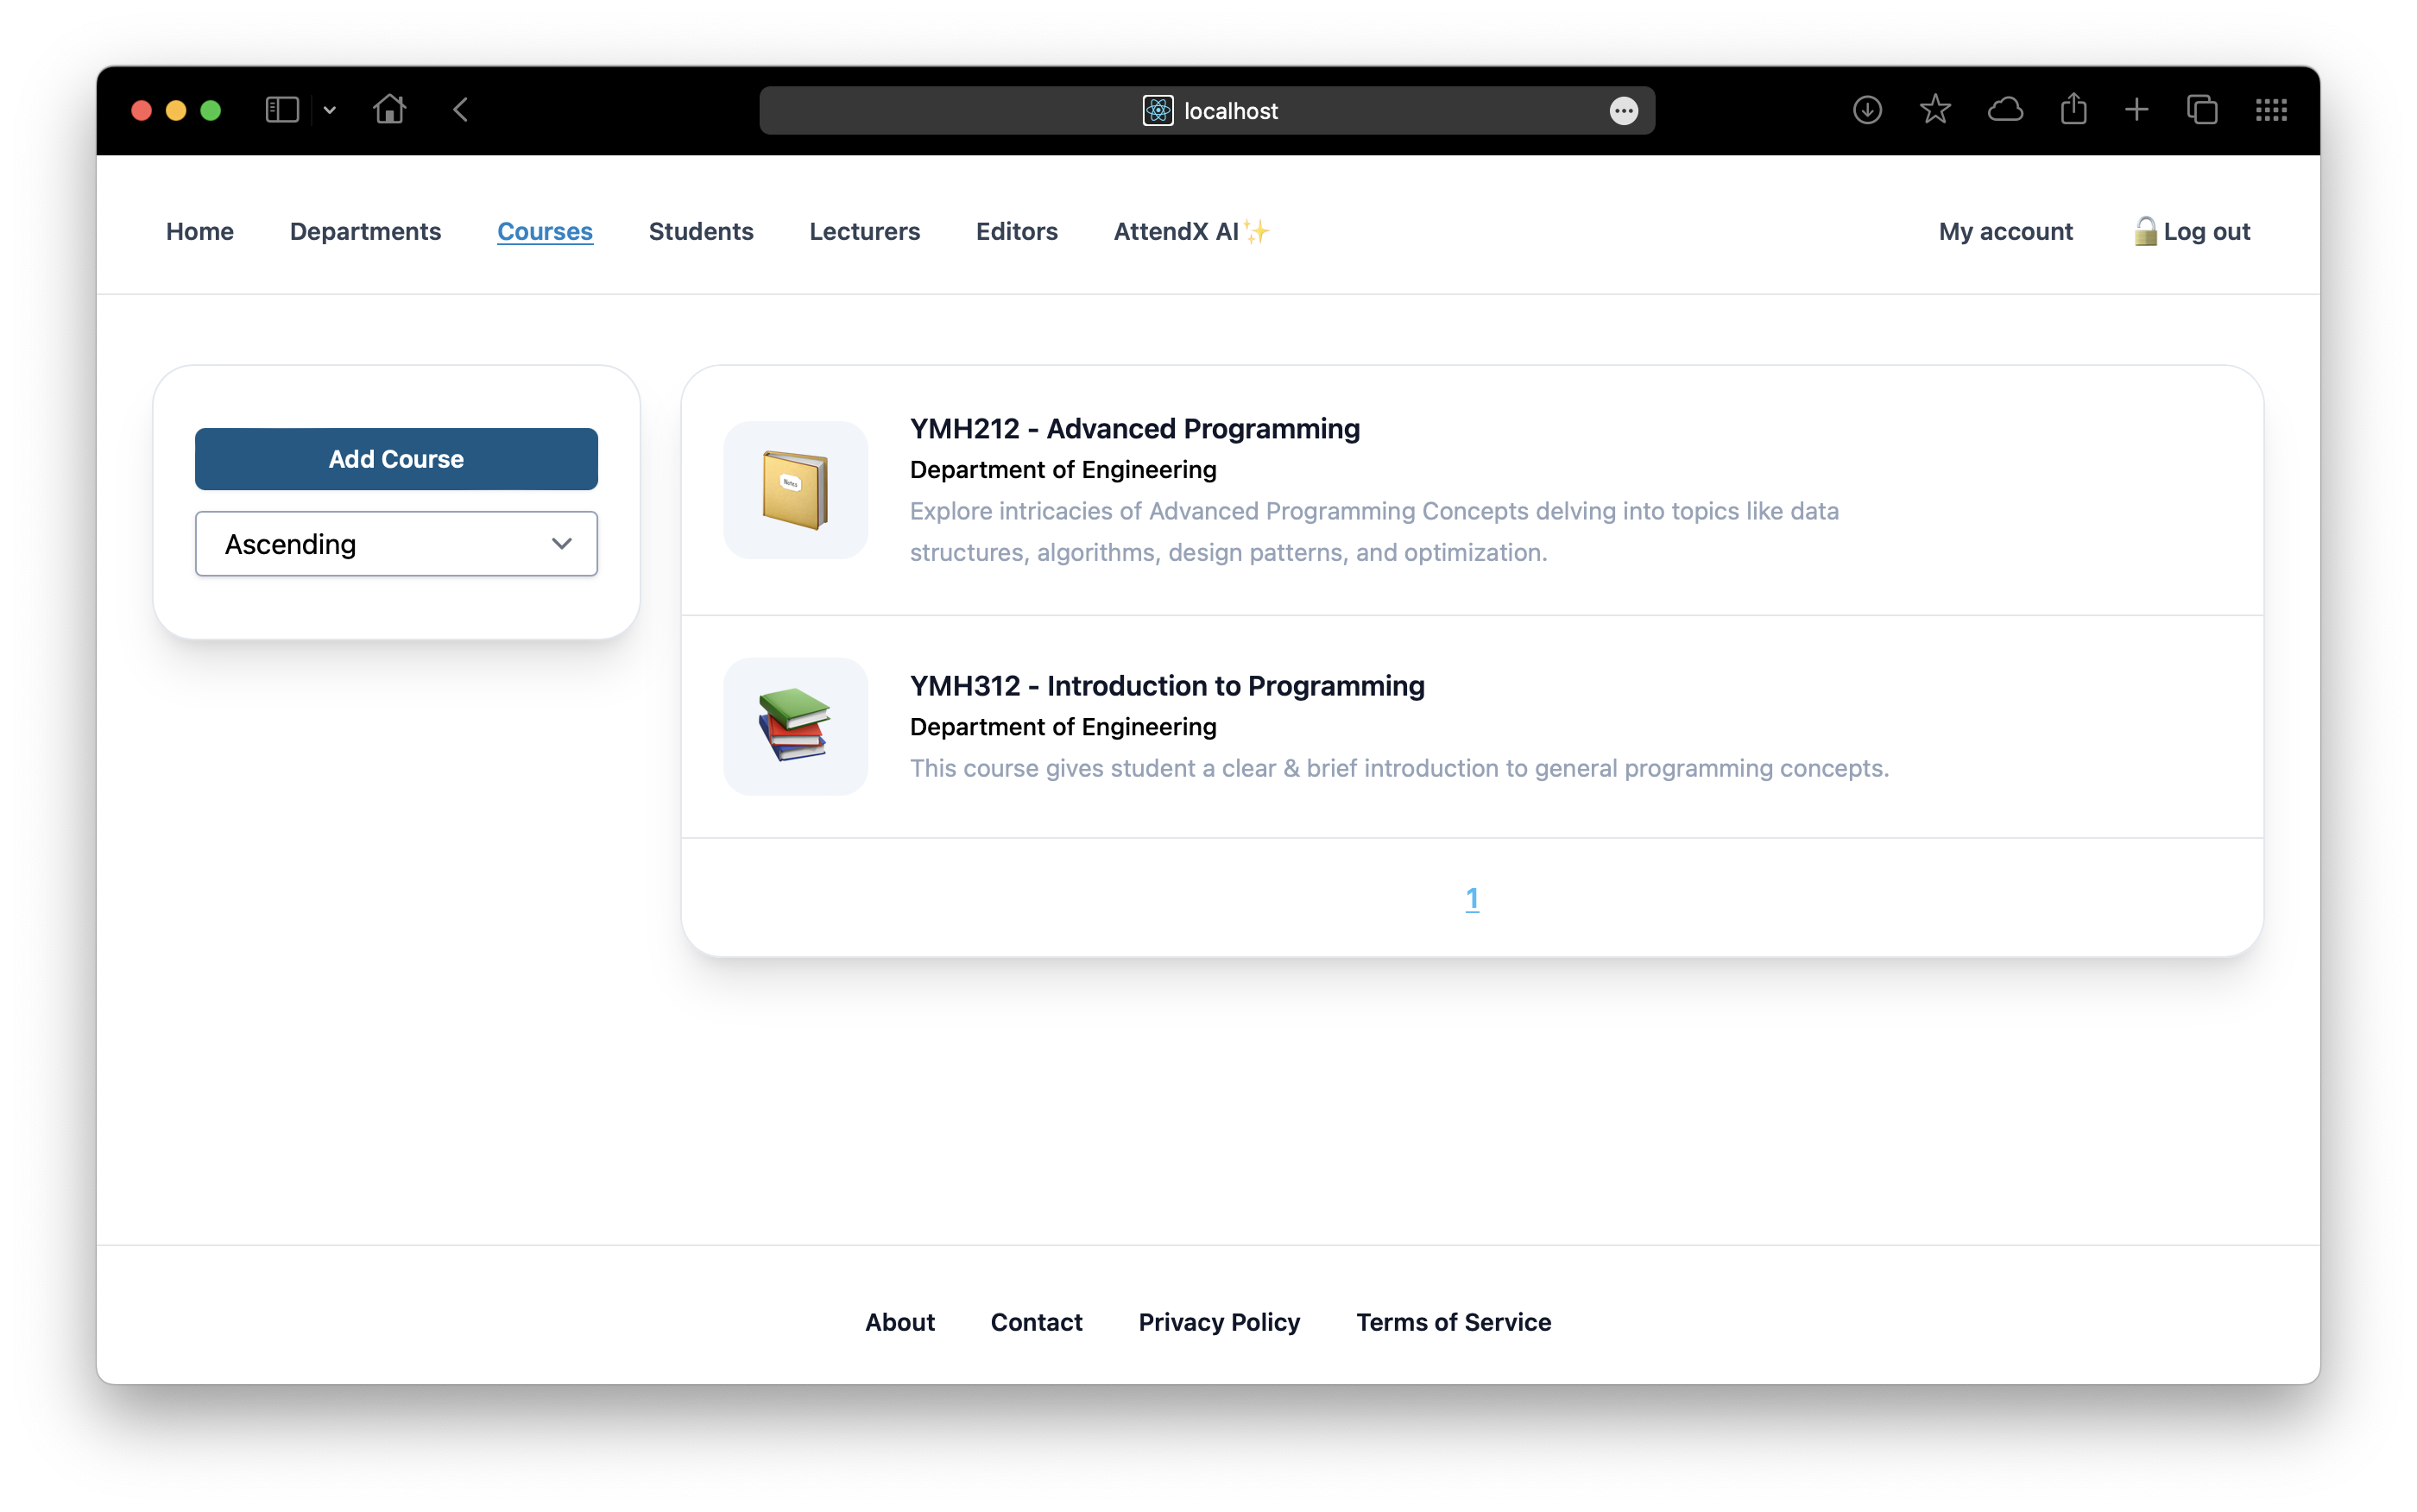 localhost
Home Departments Courses Students Lecturers Editors AttendX AI✨ My account 🔓Log out
Add Course
Ascending
YMH212 - Advanced Programming
Department of Engineering
Explore intricacies of Advanced Programming Concepts delving into topics like data
structures, algorithms, design patterns, and optimization.
Notes
YMH312 - Introduction to Programming
Department of Engineering
This course gives student a clear & brief introduction to general programming concepts.
1
About Contact Privacy Policy Terms of Service